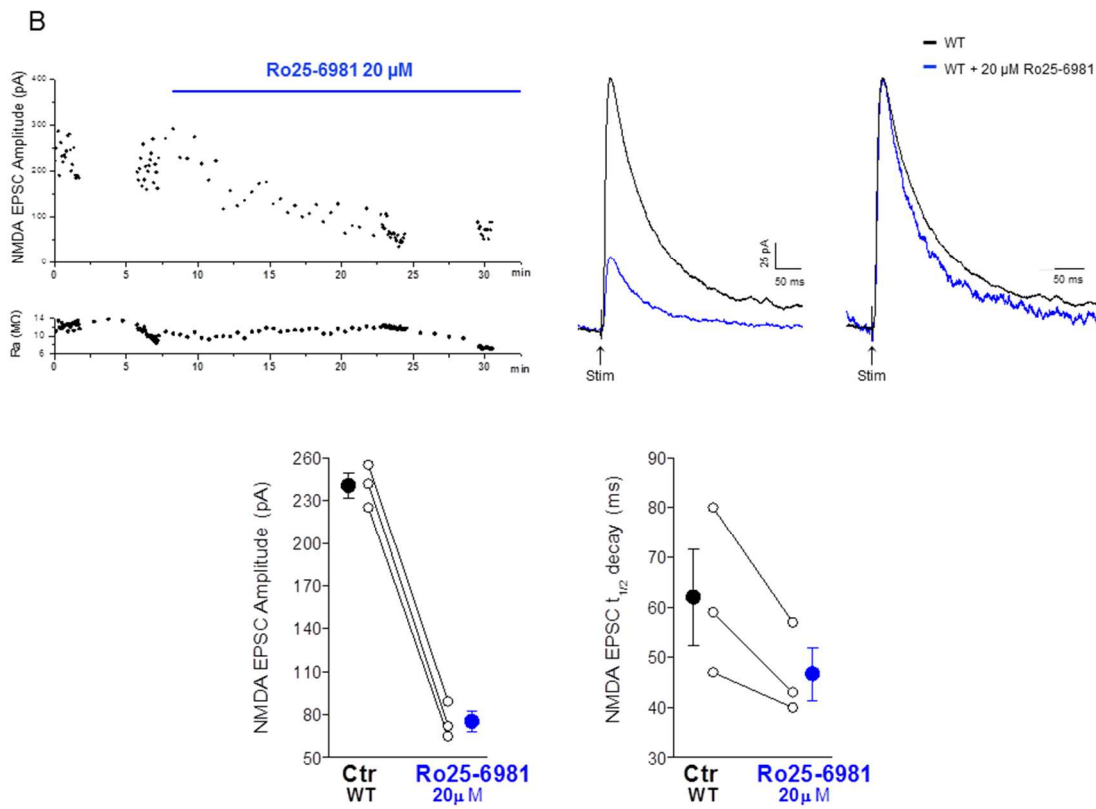 B
Ro25-6981 20 µM
NMDA EPSC Amplitude (pA)
400
300
200
100
0
0 5 10 15 20 25 30 min
Ra (MΩ)
14
12
10
8
6
0 5 10 15 20 25 30 min
WT
WT + 20 µM Ro25-6981
25 pA
50 ms
50 ms
Stim
Stim
NMDA EPSC Amplitude (pA)
260
230
200
170
140
110
80
50
Ctr Ro25-6981
WT 20µM
NMDA EPSC t1/2 decay (ms)
90
80
70
60
50
40
30
Ctr Ro25-6981
WT 20µM